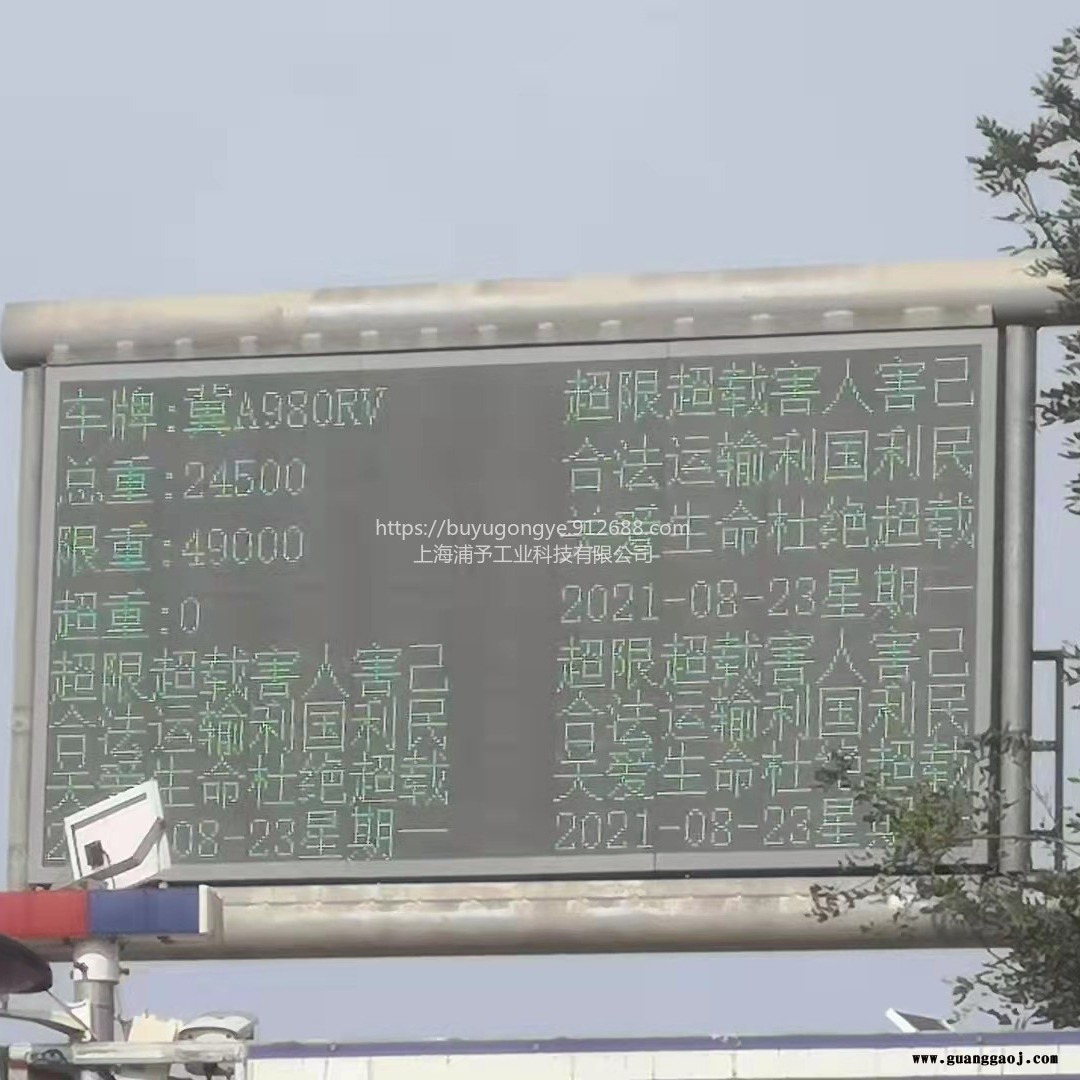 车牌:冀A980RV
总重:24500
限重:49000
超重:0
超限超载害人害己
合法运输利国利民
关爱生命杜绝超载
08-23星期一
超限超载害人害己
合法运输利国利民
爱生命杜绝超载
2021-08-23星期一
超限超载害人害己
合法运输利国利民
关爱生命杜绝超载
2021-08-23星
https://buyugongye.912688.com
上海浦予工业科技有限公司
www.guanggaoj.com